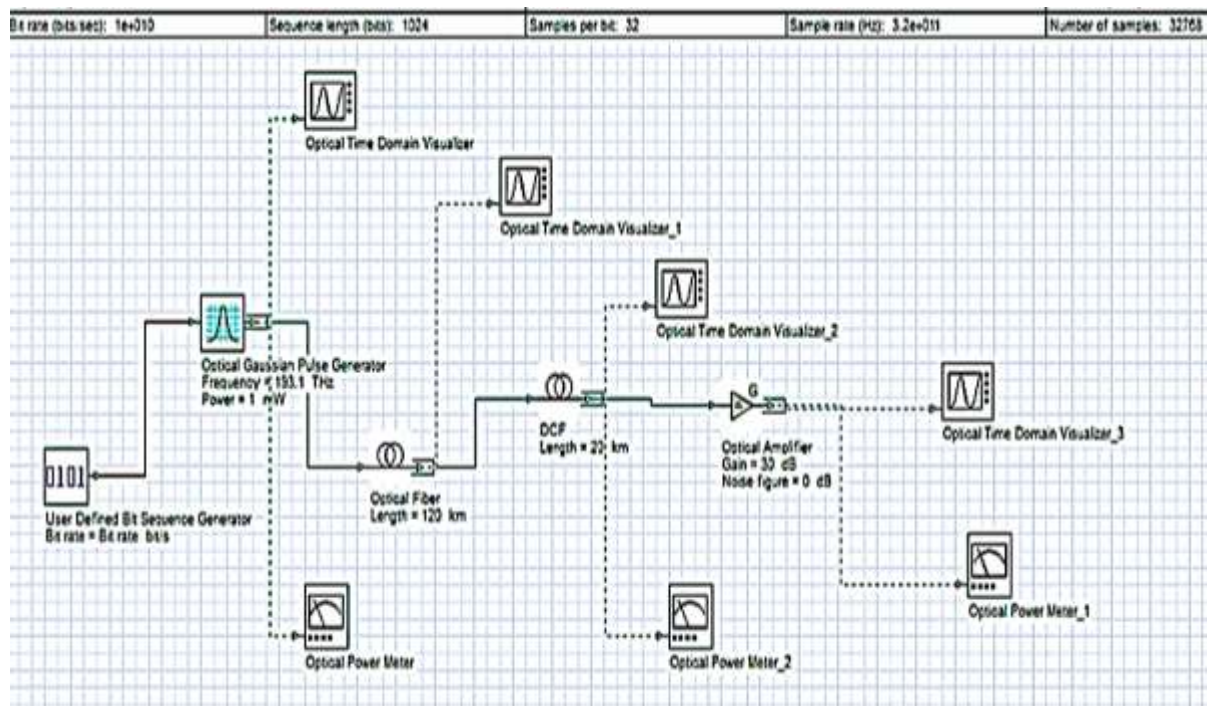 Bit rate (bits/sec): 1e+010 Sequence length (bits): 1024 Samples per bit: 32 Sample rate (Hz): 3.2e+011 Number of samples: 32768
Optical Time Domain Visualizer
Optical Time Domain Visualizer_1
Optical Time Domain Visualizer_2
Optical Gaussian Pulse Generator
Frequency = 193.1 THz
Power = 1 mW
G
Optical Time Domain Visualizer_3
DCF
Length = 20 km
Optical Amplifier
Gain = 30 dB
Noise figure = 0 dB
0101
Optical Fiber
Length = 120 km
User Defined Bit Sequence Generator
Bit rate = Bit rate bit/s
Optical Power Meter_1
Optical Power Meter
Optical Power Meter_2